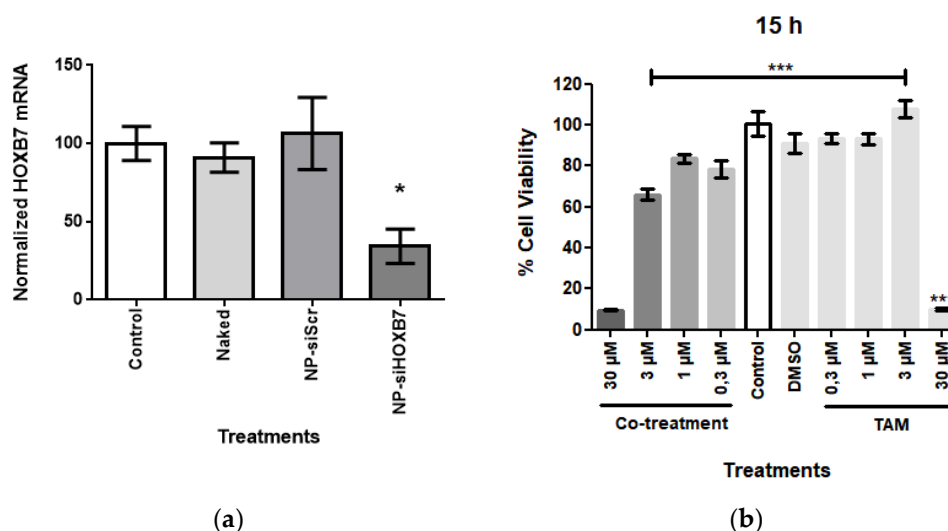 15 h
Normalized HOXB7 mRNA
150
100
50
0
*
Control
Naked
NP-siScr
NP-siHOXB7
Treatments
(a)
% Cell Viability
120
100
80
60
40
20
0
***
***
30 µM
3 µM
1 µM
0,3 µM
Control
DMSO
0,3 µM
1 µM
3 µM
30 µM
Co-treatment
TAM
Treatments
(b)